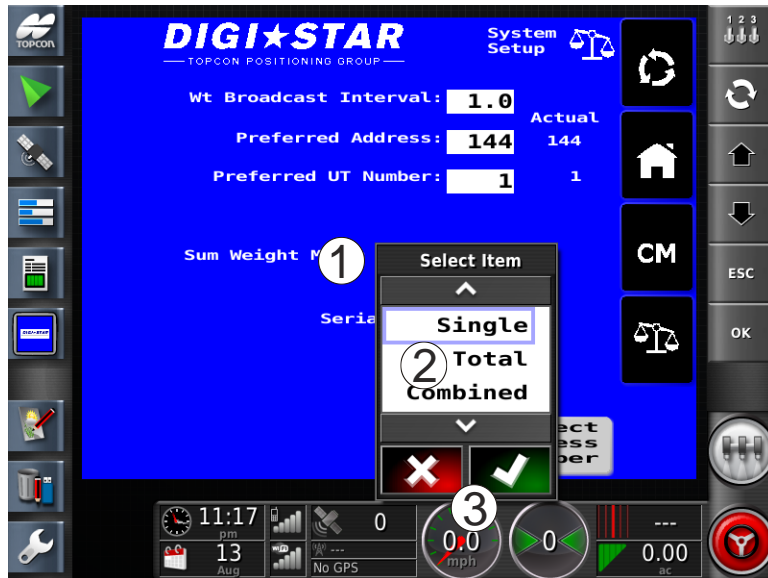 TOPCON
DIGI★STAR
TOPCON POSITIONING GROUP
System
Setup
Wt Broadcast Interval: 1.0
Actual
Preferred Address: 144 144
Preferred UT Number: 1 1
Sum Weight M
1
Select Item
Seria
Single
2
Total
Combined
ect
ess
ber
3
CM
1 2 3
ESC
OK
DIGI★STAR
11:17
pm
13
Aug
0
---
No GPS
0.0
mph
0
---
0.00
ac